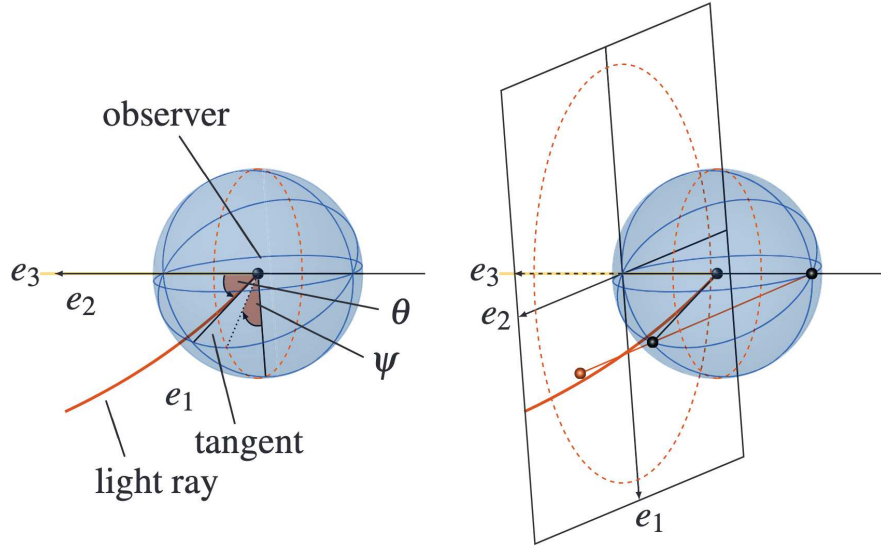 observer
e₃
e₂
θ
ψ
e₁
tangent
light ray
e₃
e₂
e₁